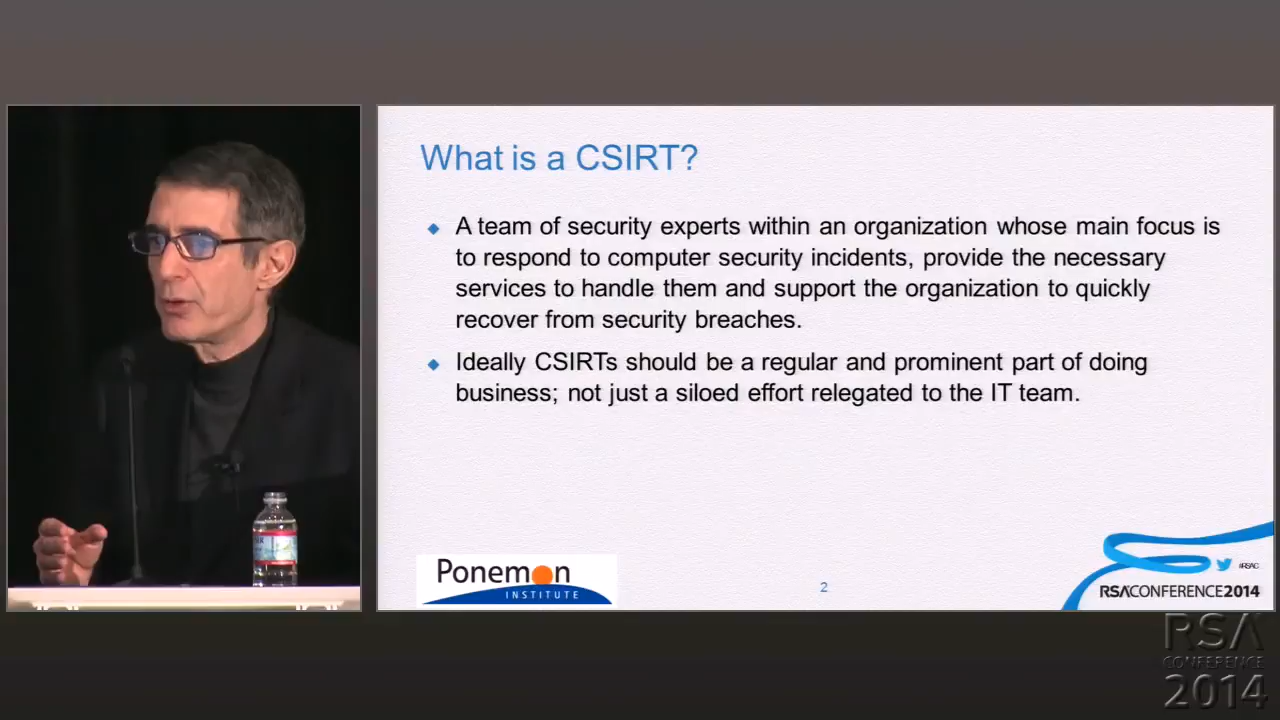 RSA
CONFERENCE
2014
What is a CSIRT?
A team of security experts within an organization whose main focus is
to respond to computer security incidents, provide the necessary
services to handle them and support the organization to quickly
recover from security breaches.
Ideally CSIRTs should be a regular and prominent part of doing
business; not just a siloed effort relegated to the IT team.
Ponemon
INSTITUTE
2
#RSAC
RSACONFERENCE2014
RSA
CONFERENCE
2014